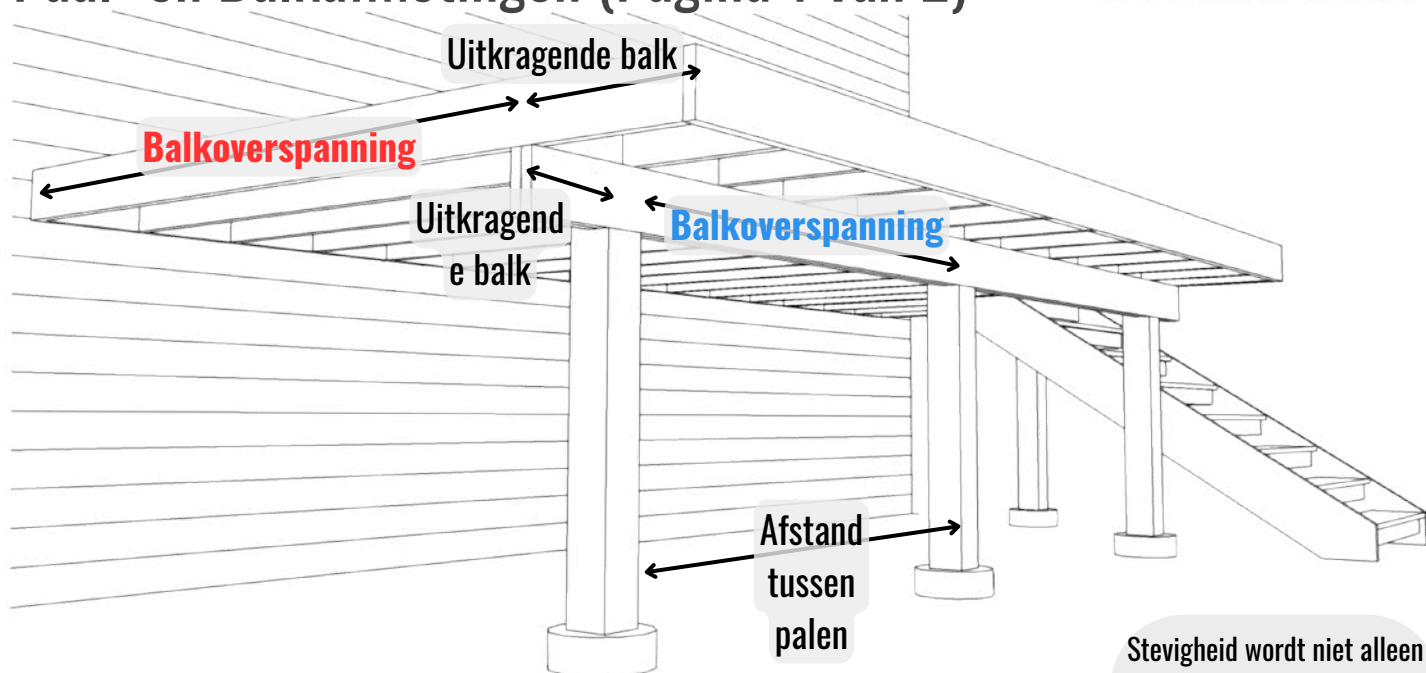 Uitkragende balk
Balkoverspanning
Uitkragend
e balk
Balkoverspanning
Afstand
tussen
palen
Stevigheid wordt niet alleen